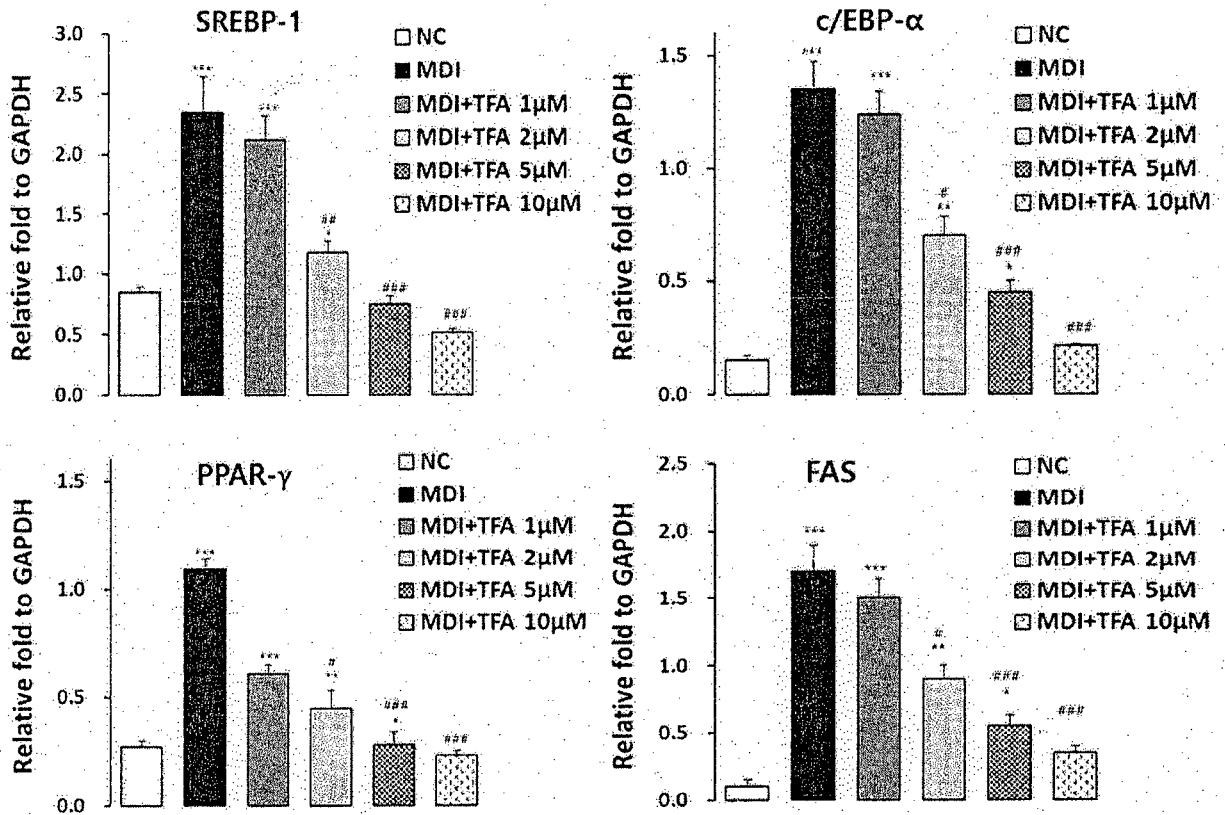 SREBP-1
Relative fold to GAPDH
3.0
2.5
2.0
1.5
1.0
0.5
0.0
***
***
##
*
###
###
NC
MDI
MDI+TFA 1μM
MDI+TFA 2μM
MDI+TFA 5μM
MDI+TFA 10μM
c/EBP-α
Relative fold to GAPDH
1.5
1.0
0.5
0.0
***
***
#
**
###
*
###
NC
MDI
MDI+TFA 1μM
MDI+TFA 2μM
MDI+TFA 5μM
MDI+TFA 10μM
PPAR-γ
Relative fold to GAPDH
1.5
1.0
0.5
0.0
***
***
#
**
###
*
###
NC
MDI
MDI+TFA 1μM
MDI+TFA 2μM
MDI+TFA 5μM
MDI+TFA 10μM
FAS
Relative fold to GAPDH
2.5
2.0
1.5
1.0
0.5
0.0
***
***
#
**
###
*
###
NC
MDI
MDI+TFA 1μM
MDI+TFA 2μM
MDI+TFA 5μM
MDI+TFA 10μM